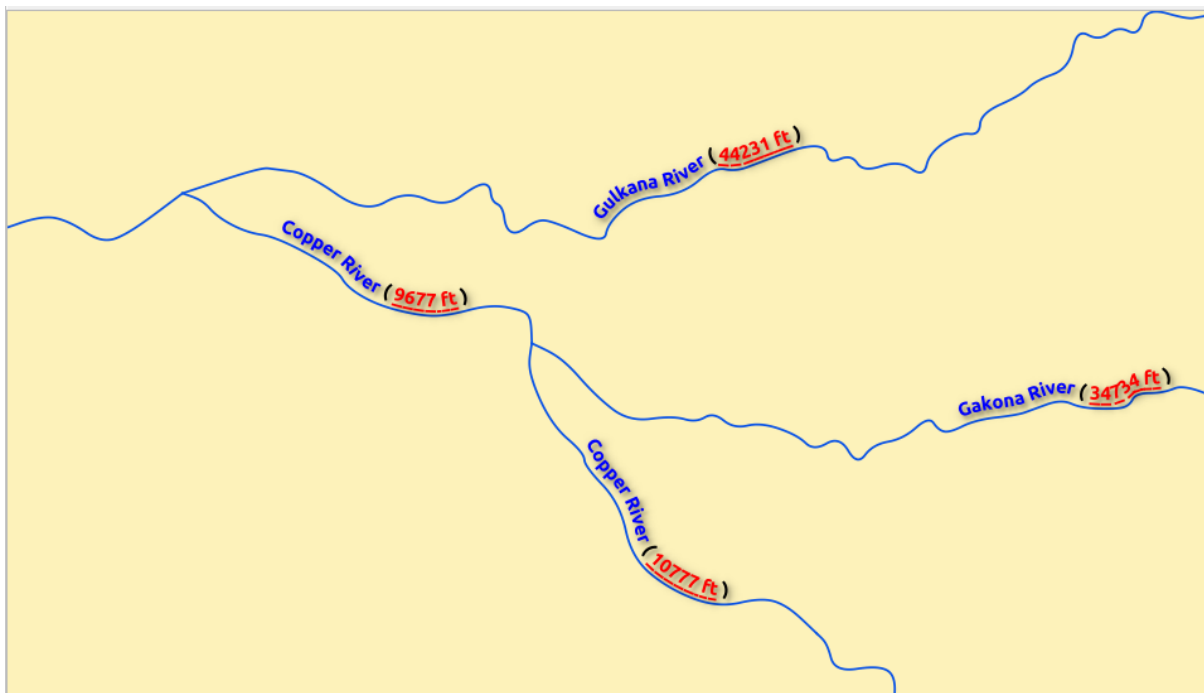 Gulkana River (44231 ft)
Copper River (9677 ft)
Gakona River (34734 ft)
Copper River (10777 ft)